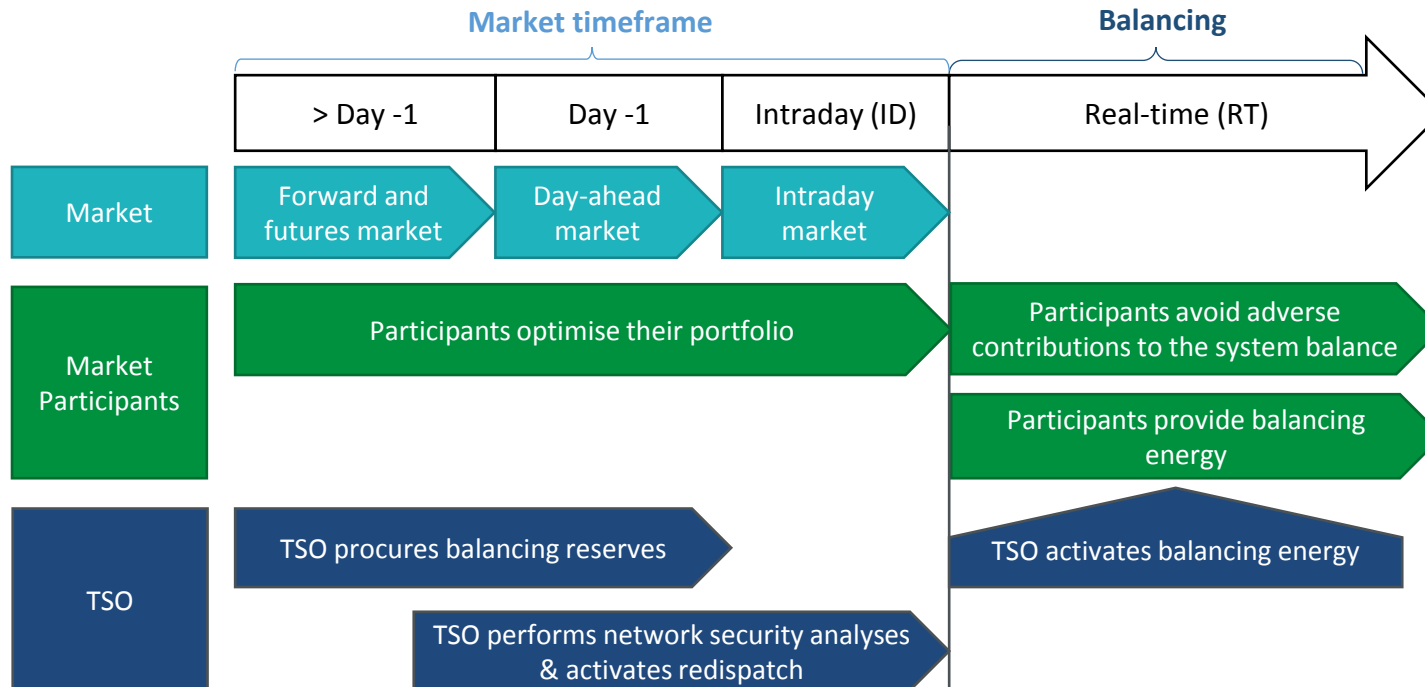 Market timeframe
Balancing
> Day -1
Day -1
Intraday (ID)
Real-time (RT)
Market
Forward and
futures market
Day-ahead
market
Intraday
market
Market
Participants
Participants optimise their portfolio
Participants avoid adverse
contributions to the system balance
Participants provide balancing
energy
TSO
TSO procures balancing reserves
TSO activates balancing energy
TSO performs network security analyses
& activates redispatch